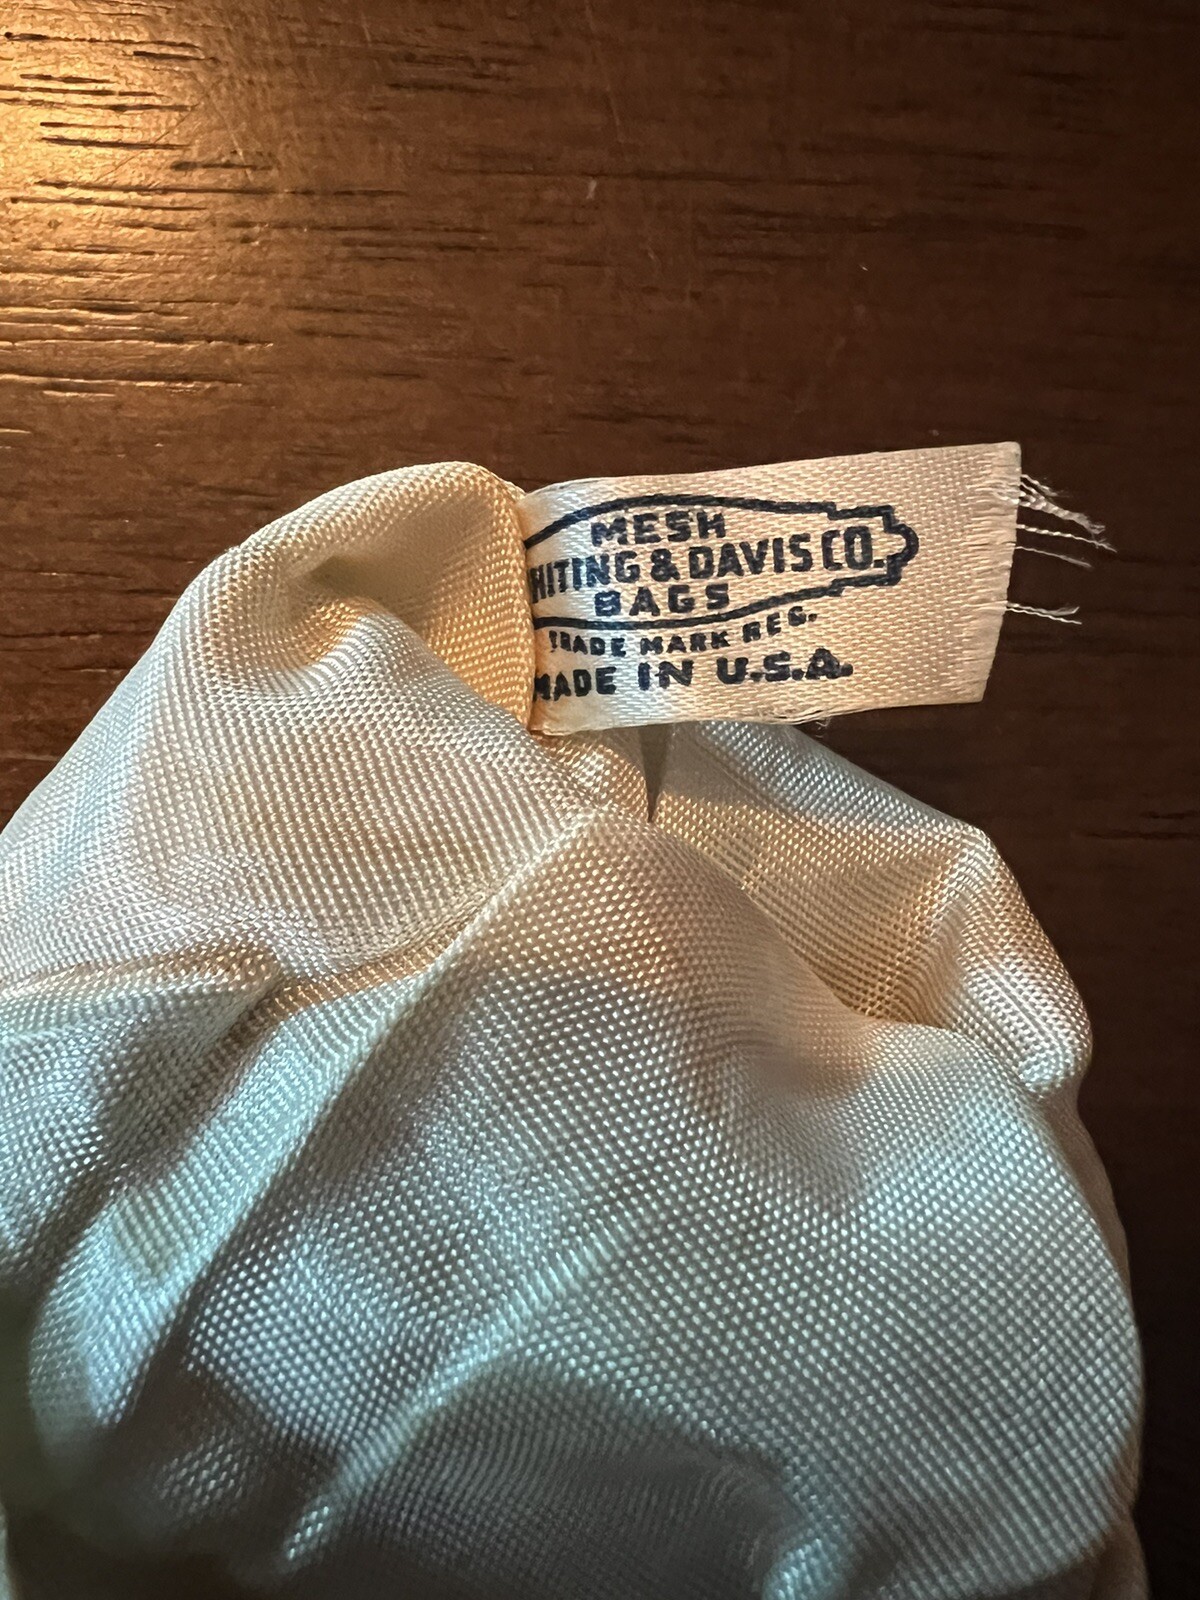 MESH
HITING & DAVIS CO.
BAGS
TRADE MARK REG.
MADE IN U.S.A.